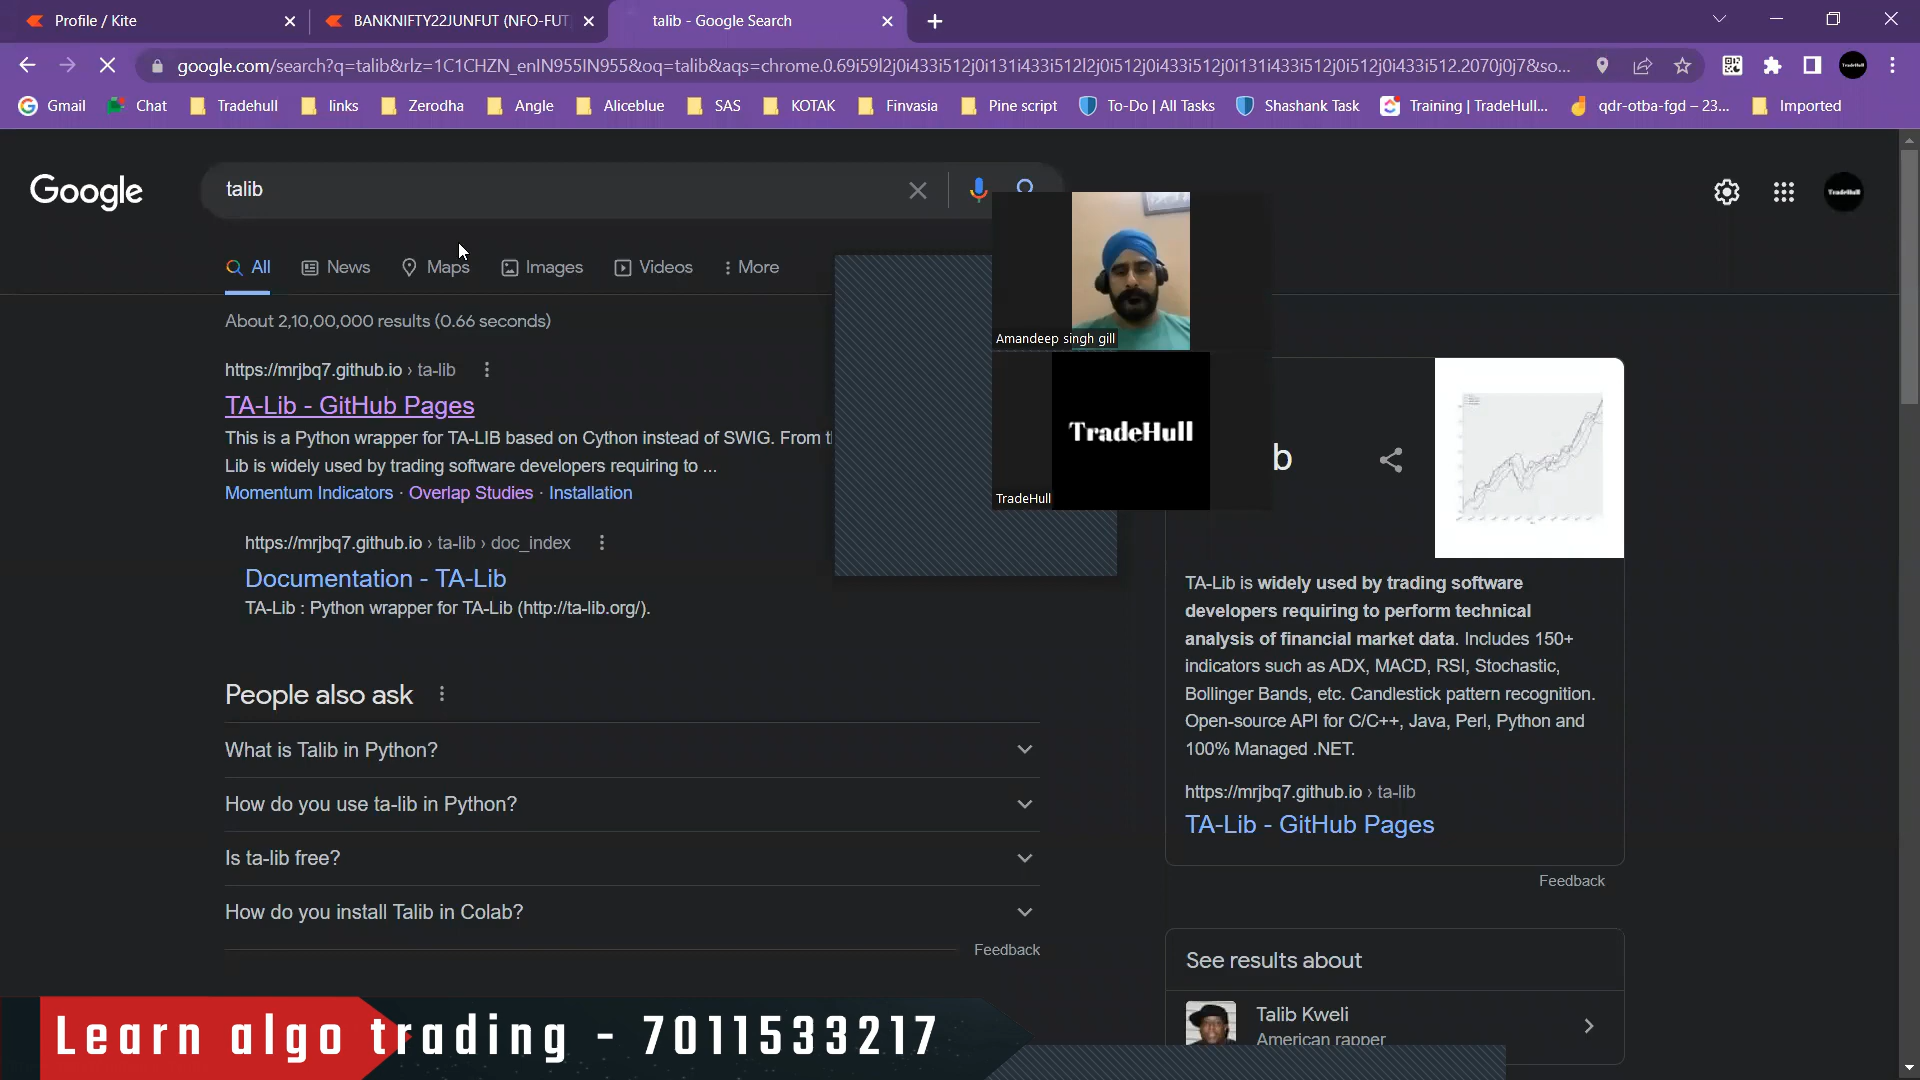 Profile / Kite
BANKNIFTY22JUNFUT (NFO-FUT
talib - Google Search
google.com/search?q=talib&rlz=1C1CHZN_enIN955IN955&oq=talib&aqs=chrome.0.69i59l2j0i433i512j0i131i433i512l2j0i512j0i433i512j0i131i433i512j0i512j0i433i512.2070j0j7&so...
Gmail
Chat
Tradehull
links
Zerodha
Angle
Aliceblue
SAS
KOTAK
Finvasia
Pine script
To-Do | All Tasks
Shashank Task
Training | TradeHull...
qdr-otba-fgd – 23...
Imported
Google
talib
TradeHull
All
News
Maps
Images
Videos
More
About 2,10,00,000 results (0.66 seconds)
https://mrjbq7.github.io › ta-lib
TA-Lib - GitHub Pages
This is a Python wrapper for TA-LIB based on Cython instead of SWIG. From
Lib is widely used by trading software developers requiring to ...
Momentum Indicators · Overlap Studies · Installation
https://mrjbq7.github.io › ta-lib › doc_index
Documentation - TA-Lib
TA-Lib : Python wrapper for TA-Lib (http://ta-lib.org/).
People also ask
What is Talib in Python?
How do you use ta-lib in Python?
Is ta-lib free?
How do you install Talib in Colab?
Feedback
Amandeep singh gill
TradeHull
TradeHull
b
TA-Lib is widely used by trading software
developers requiring to perform technical
analysis of financial market data. Includes 150+
indicators such as ADX, MACD, RSI, Stochastic,
Bollinger Bands, etc. Candlestick pattern recognition.
Open-source API for C/C++, Java, Perl, Python and
100% Managed .NET.
https://mrjbq7.github.io › ta-lib
TA-Lib - GitHub Pages
Feedback
See results about
Talib Kweli
American rapper
Learn algo trading - 7011533217